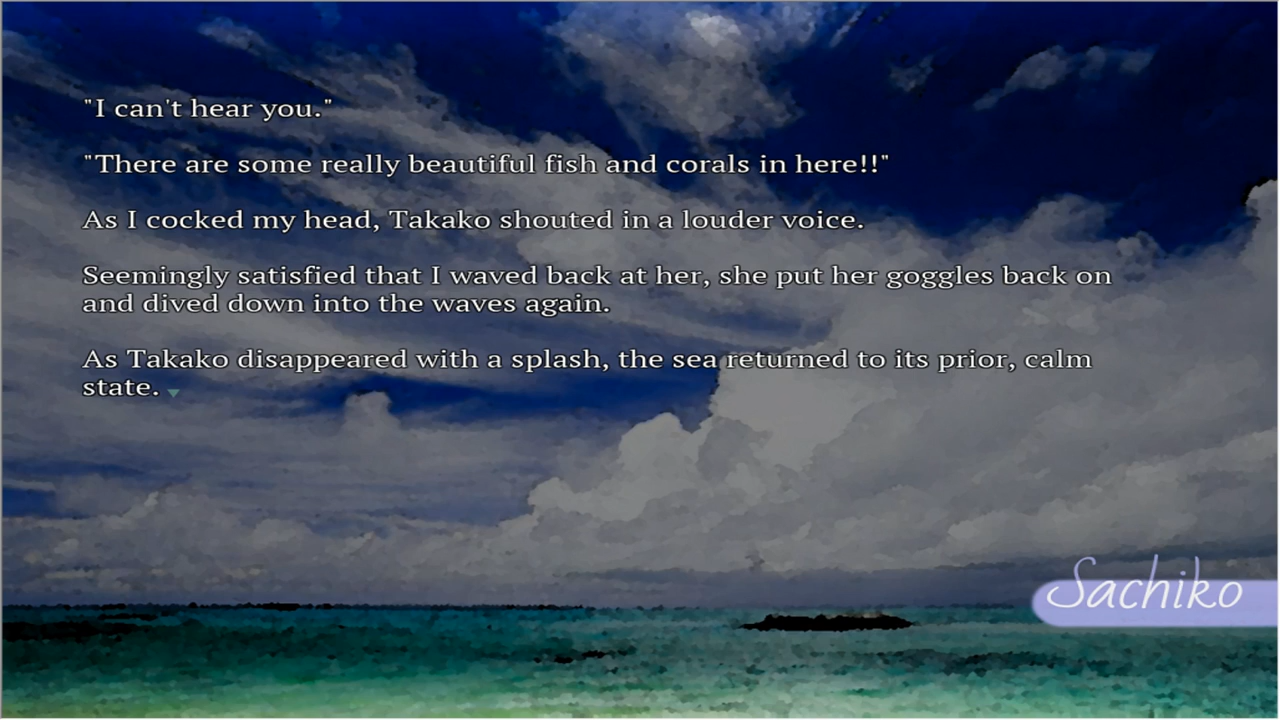 "I can't hear you."
"There are some really beautiful fish and corals in here!!"
As I cocked my head, Takako shouted in a louder voice.
Seemingly satisfied that I waved back at her, she put her goggles back on
and dived down into the waves again.
As Takako disappeared with a splash, the sea returned to its prior, calm
state.
Sachiko